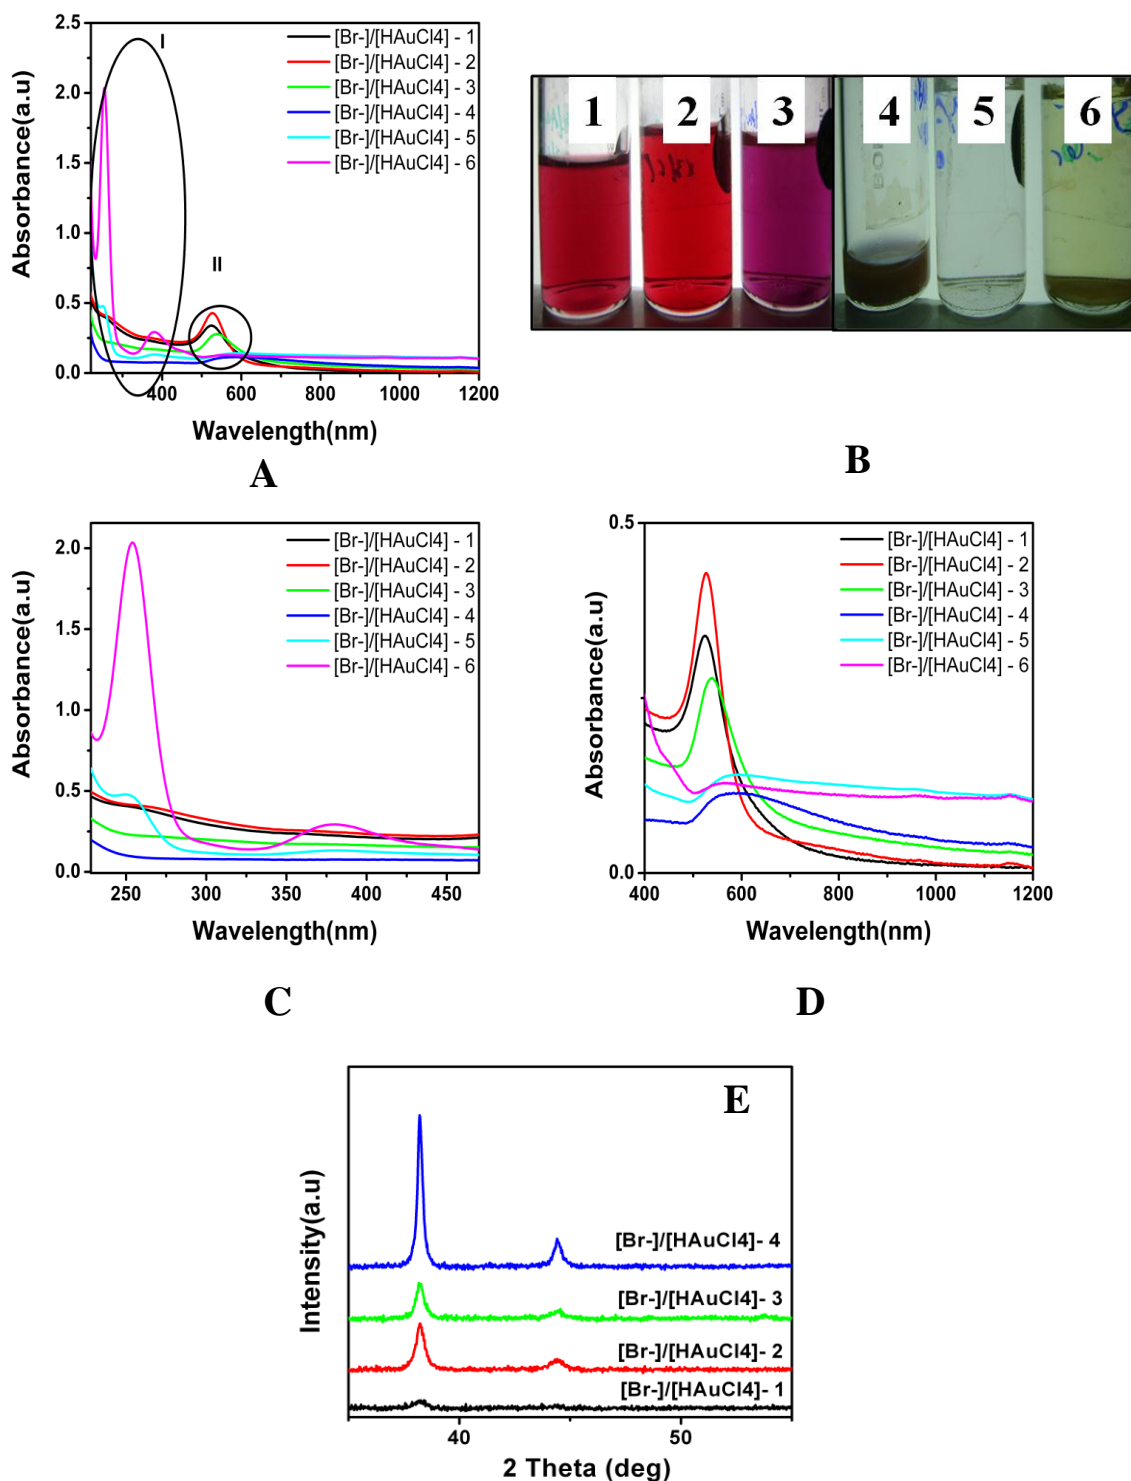 2.5
2.0
1.5
1.0
0.5
0.0
400
600
800
1000
1200
Absorbance(a.u)
Wavelength(nm)
I
II
[Br-]/[HAuCl4] - 1
[Br-]/[HAuCl4] - 2
[Br-]/[HAuCl4] - 3
[Br-]/[HAuCl4] - 4
[Br-]/[HAuCl4] - 5
[Br-]/[HAuCl4] - 6
A
1
2
3
4
5
6
B
2.0
1.5
1.0
0.5
0.0
250
300
350
400
450
Absorbance(a.u)
Wavelength(nm)
[Br-]/[HAuCl4] - 1
[Br-]/[HAuCl4] - 2
[Br-]/[HAuCl4] - 3
[Br-]/[HAuCl4] - 4
[Br-]/[HAuCl4] - 5
[Br-]/[HAuCl4] - 6
C
0.5
0.0
400
600
800
1000
1200
Absorbance(a.u)
Wavelength(nm)
[Br-]/[HAuCl4] - 1
[Br-]/[HAuCl4] - 2
[Br-]/[HAuCl4] - 3
[Br-]/[HAuCl4] - 4
[Br-]/[HAuCl4] - 5
[Br-]/[HAuCl4] - 6
D
E
Intensity(a.u)
[Br-]/[HAuCl4]- 4
[Br-]/[HAuCl4]- 3
[Br-]/[HAuCl4]- 2
[Br-]/[HAuCl4]- 1
40
50
2 Theta (deg)